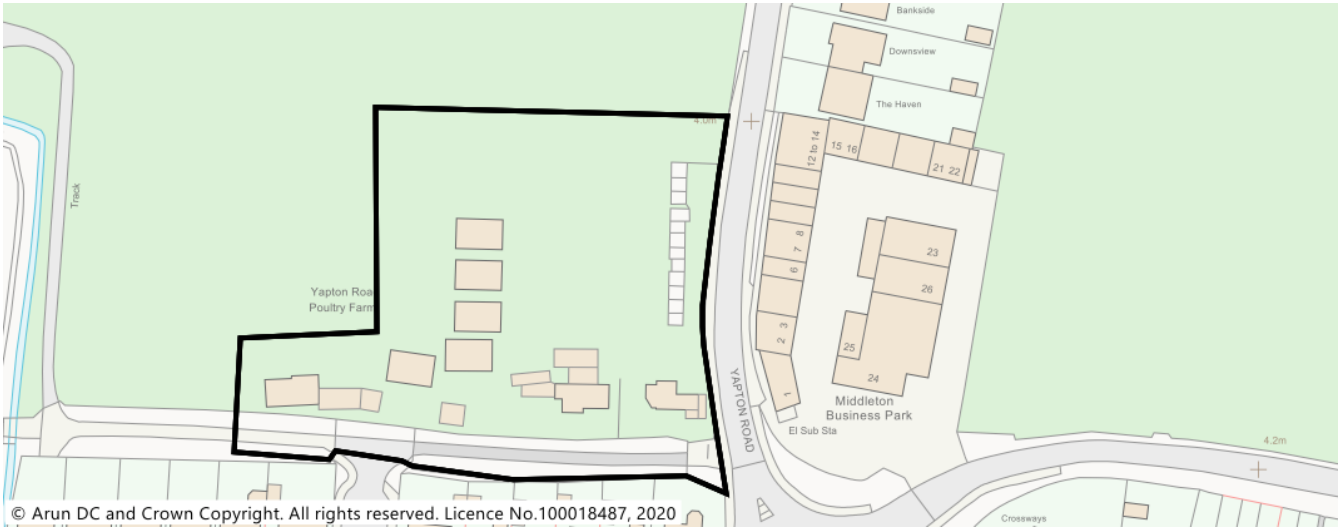 Bankside
Downsview
The Haven
4.0m
12 to 14
15 16
21 22
Track
8
7
6
23
26
Yapton Roa
Poultry Farm
3
2
25
24
1
YAPTON ROAD
Middleton
Business Park
El Sub Sta
4.2m
Crossways
© Arun DC and Crown Copyright. All rights reserved. Licence No.100018487, 2020